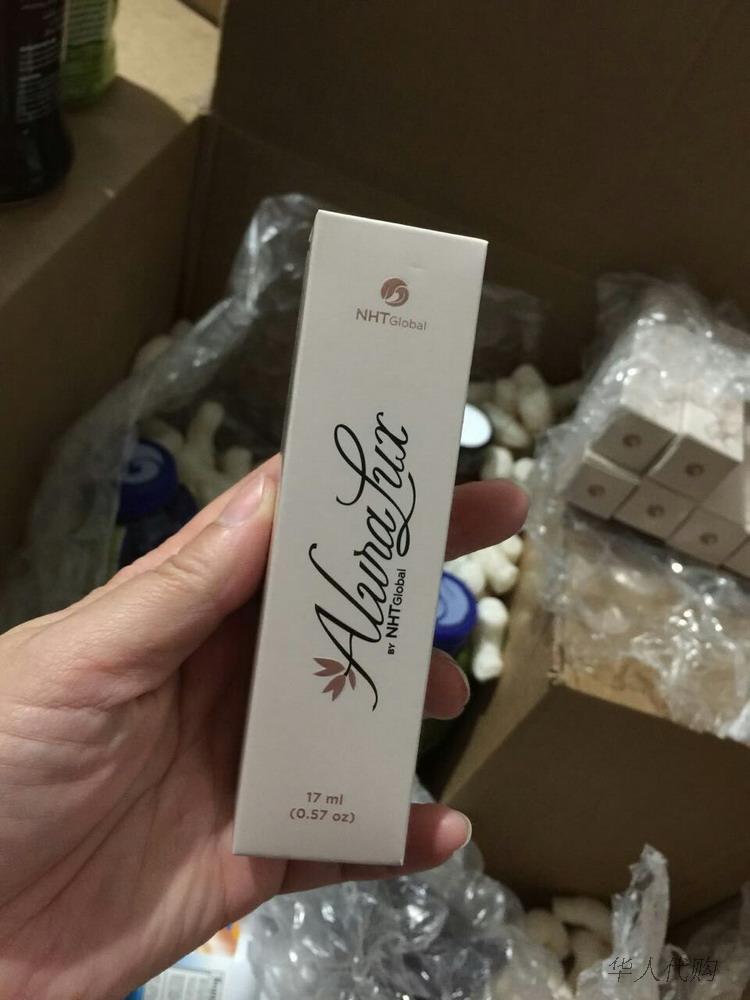 NHTGlobal
AluraLux
BY NHTGlobal
17 ml
(0.57 oz)
华人代购